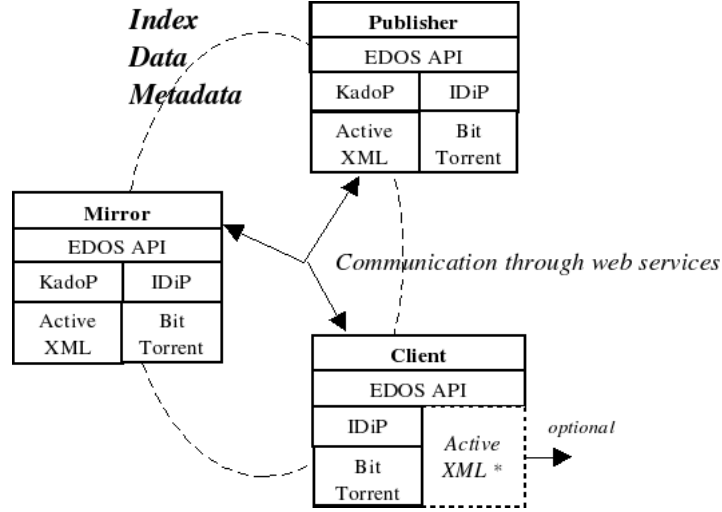 Index
Data
Metadata
Publisher
EDOS API
KadoP
IDiP
Active
XML
Bit
Torrent
Mirror
EDOS API
KadoP
IDiP
Active
XML
Bit
Torrent
Communication through web services
Client
EDOS API
IDiP
Bit
Torrent
Active
XML *
optional